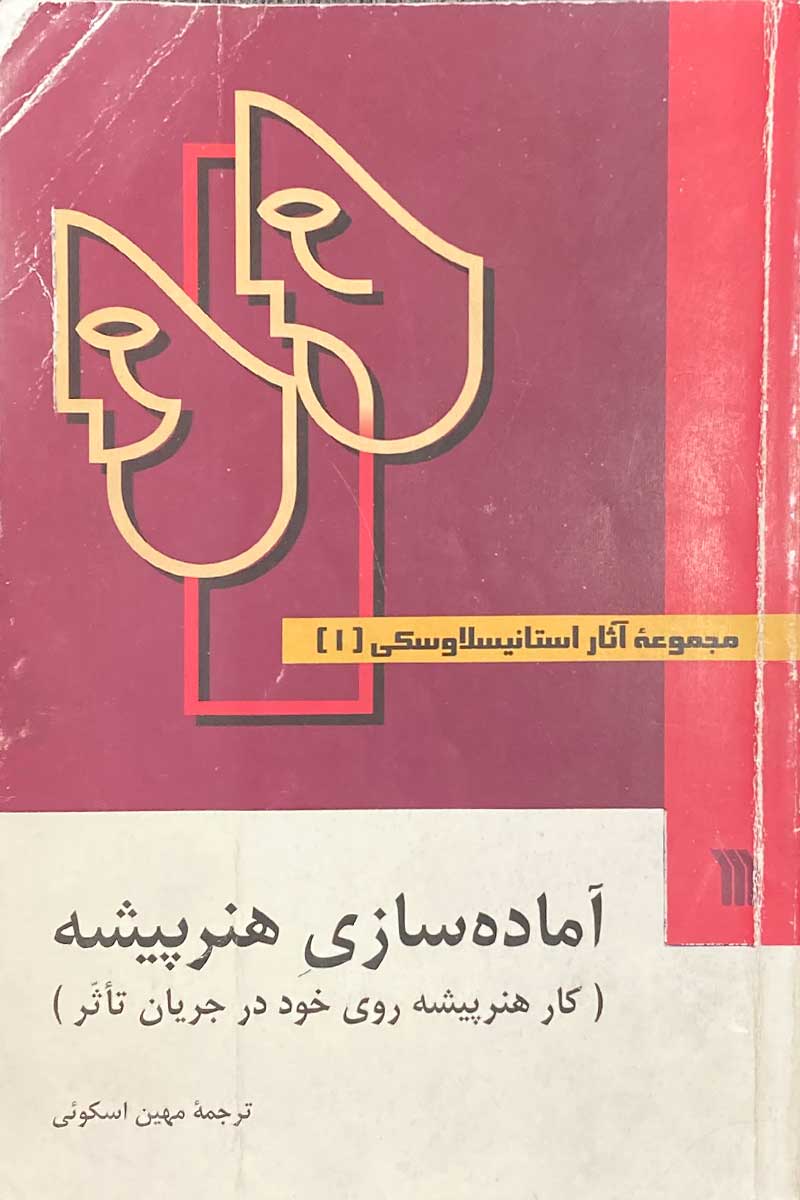 مجموعهٔ آثار استانیسلاوسکی [۱]
آماده‌سازیِ هنرپیشه
( کار هنرپیشه روی خود در جریان تأثّر )
ترجمهٔ مهین اسکوئی